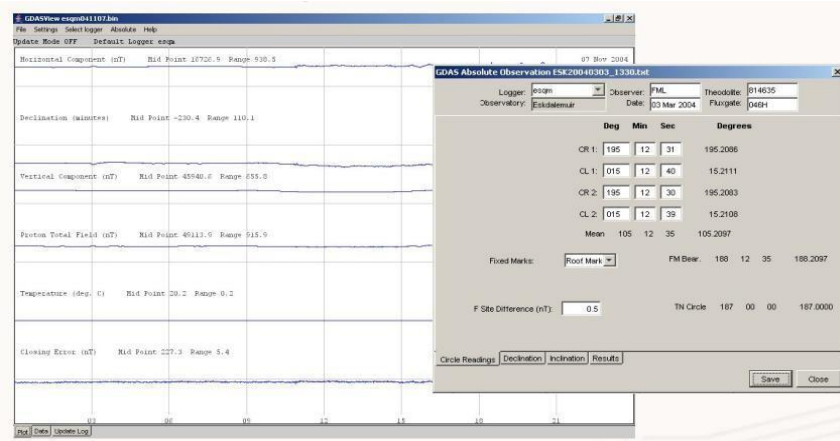 GDASView esqm041107.bin
File Settings Select logger Absolute Help
Update Mode OFF Default Logger esqm
Horizontal Component (nT) Mid Point Range 538.5
07 Nov 2004
Declination (minutes) Mid Point -230.4 Range 110.1
Vertical Component (nT) Mid Point Range 655.8
Proton Total Field (nT) Mid Point 49113.9 Range 515.9
Temperature (deg. C) Mid Point 28.2 Range 0.2
Closing Error (nT) Mid Point 227.3 Range 5.4
03 06 09 12 15 18 21
Plot Data Update Log
GDAS Absolute Observation ESK20040303_1330.txt
Logger: esqm Observer: FML Theodolite: 814635
Observatory: Eskdalemuir Date: 03 Mar 2004 Fluxgate: 046H
Deg Min Sec Degrees
CR 1: 195 12 31 195.2086
CL 1: 015 12 40 15.2111
CR 2: 195 12 30 195.2083
CL 2: 015 12 39 15.2108
Mean 105 12 35 105.2097
Fixed Marks: Roof Mark FM Bear. 188 12 35 188.2097
F Site Difference (nT): 0.5 TN Circle 187 00 00 187.0000
Circle Readings Declination Inclination Results
Save Close